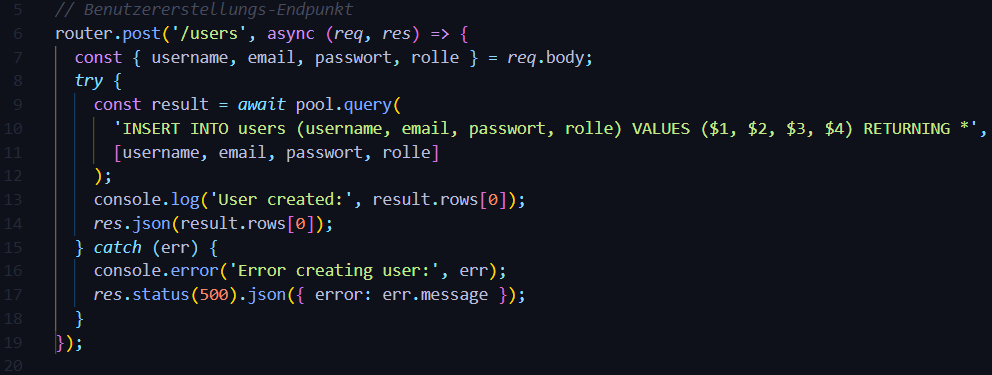 5 // Benutzererstellungs-Endpunkt
6 router.post('/users', async (req, res) => {
7 const { username, email, passwort, rolle } = req.body;
8 try {
9 const result = await pool.query(
10 'INSERT INTO users (username, email, passwort, rolle) VALUES ($1, $2, $3, $4) RETURNING *',
11 [username, email, passwort, rolle]
12 );
13 console.log('User created:', result.rows[0]);
14 res.json(result.rows[0]);
15 } catch (err) {
16 console.error('Error creating user:', err);
17 res.status(500).json({ error: err.message });
18 }
19 });
20